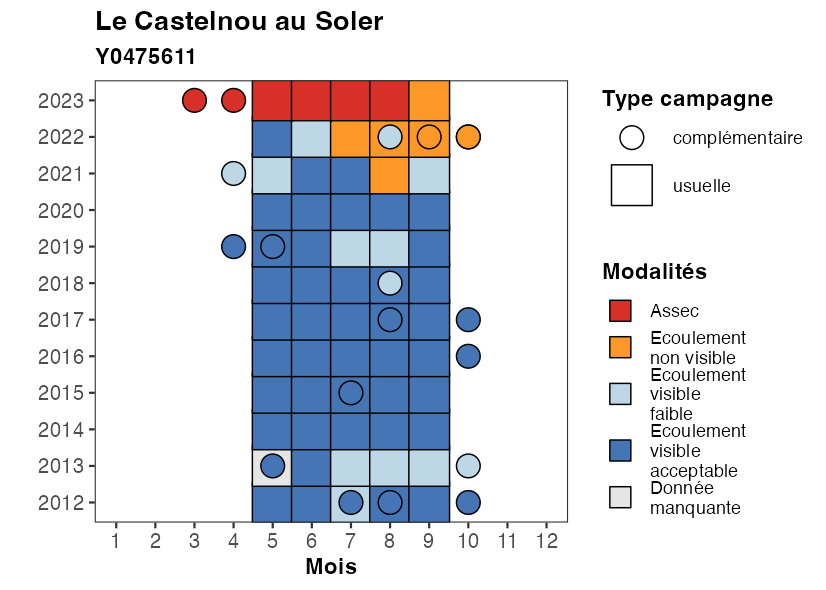 Le Castelnou au Soler
Y0475611
2023
2022
2021
2020
2019
2018
2017
2016
2015
2014
2013
2012
1 2 3 4 5 6 7 8 9 10 11 12
Mois
Type campagne
complémentaire
usuelle
Modalités
Assec
Ecoulement
non visible
Ecoulement
visible
faible
Ecoulement
visible
acceptable
Donnée
manquante